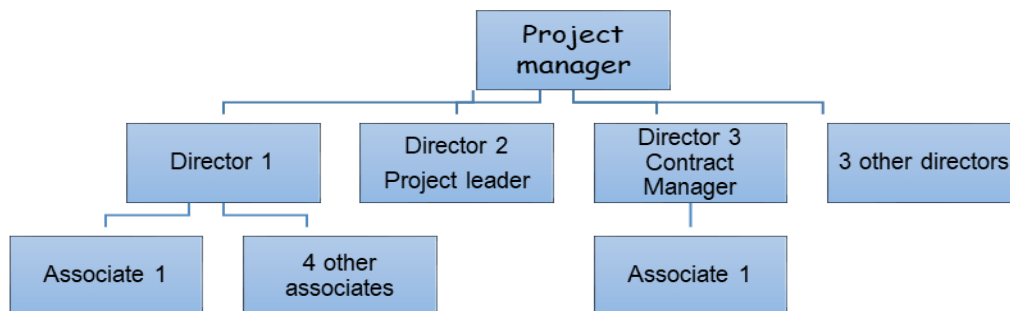 Project
manager
Director 1
Director 2
Project leader
Director 3
Contract
Manager
3 other directors
Associate 1
4 other
associates
Associate 1